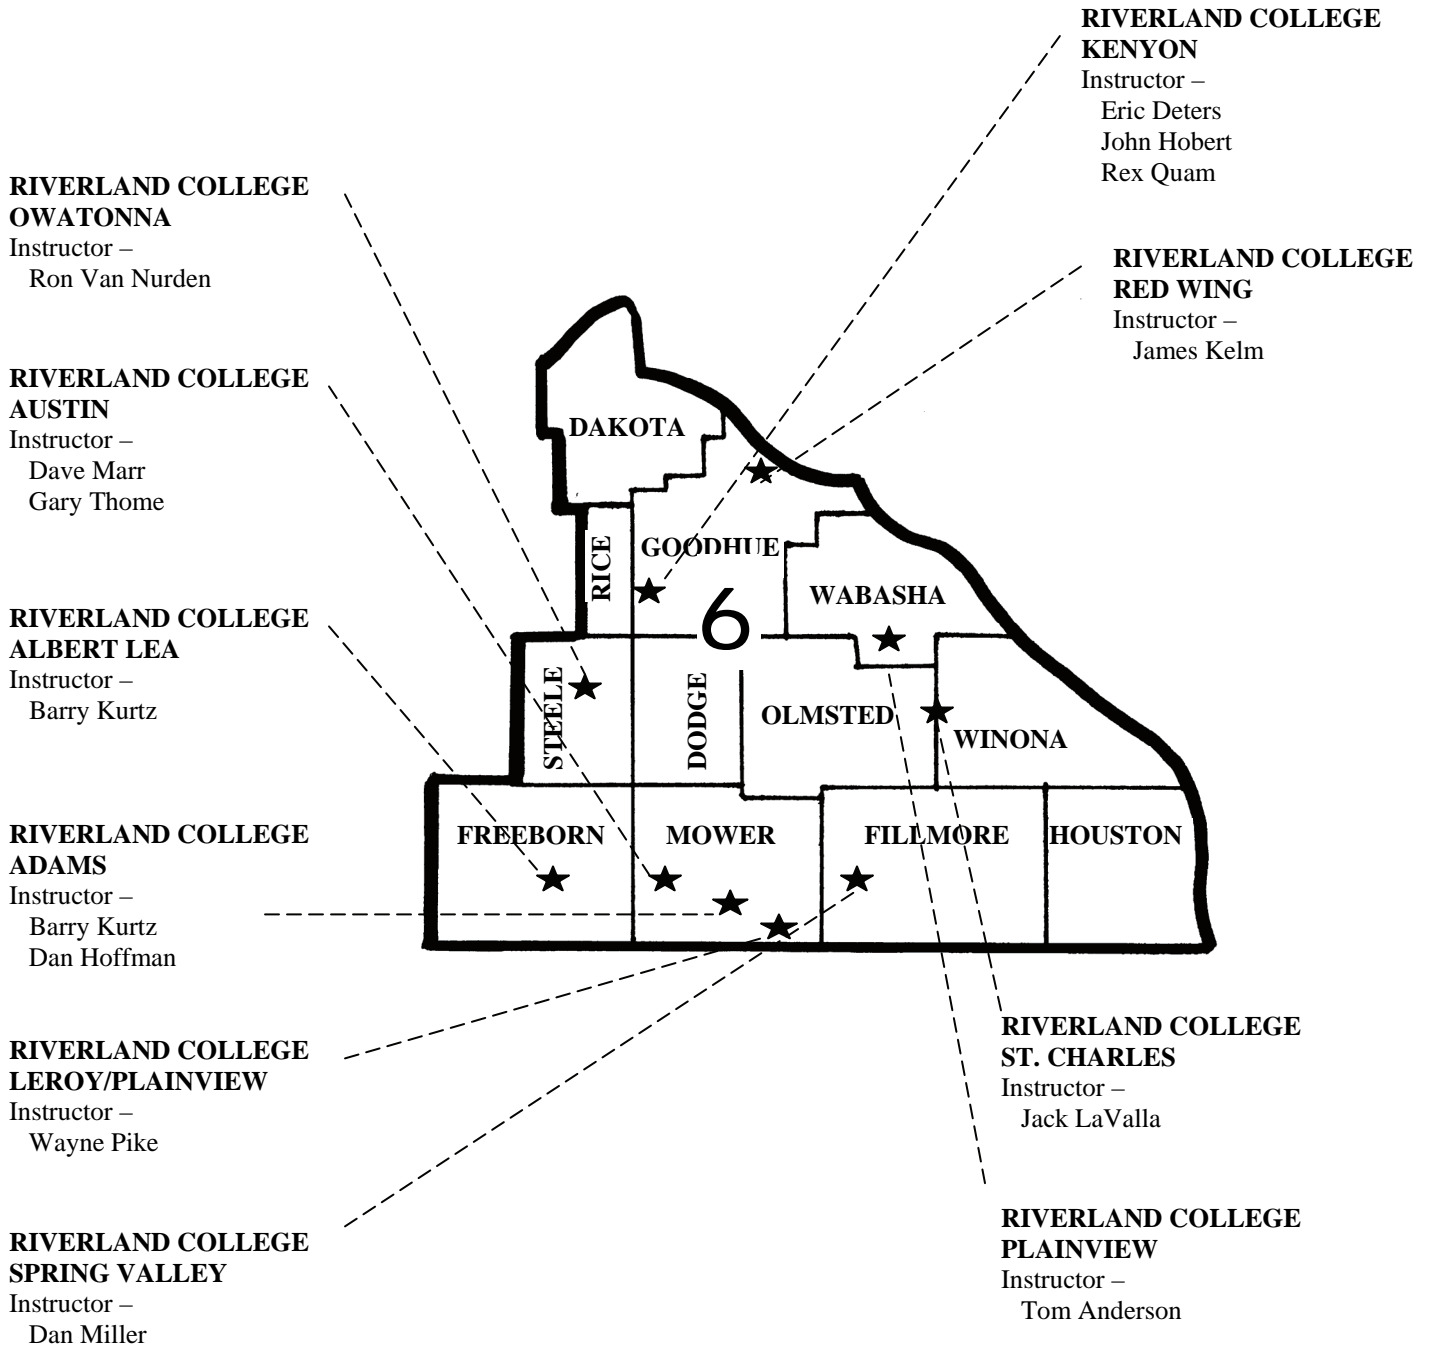 RIVERLAND COLLEGE
KENYON
Instructor –
Eric Deters
John Hobert
Rex Quam
RIVERLAND COLLEGE
OWATONNA
Instructor –
Ron Van Nurden
RIVERLAND COLLEGE
RED WING
Instructor –
James Kelm
RIVERLAND COLLEGE
AUSTIN
Instructor –
Dave Marr
Gary Thome
RIVERLAND COLLEGE
ALBERT LEA
Instructor –
Barry Kurtz
RIVERLAND COLLEGE
ADAMS
Instructor –
Barry Kurtz
Dan Hoffman
RIVERLAND COLLEGE
LEROY/PLAINVIEW
Instructor –
Wayne Pike
RIVERLAND COLLEGE
SPRING VALLEY
Instructor –
Dan Miller
DAKOTA
RICE
GOODHUE
WABASHA
6
STEELE
DODGE
OLMSTED
WINONA
FREEBORN
MOWER
FILLMORE
HOUSTON
RIVERLAND COLLEGE
ST. CHARLES
Instructor –
Jack LaValla
RIVERLAND COLLEGE
PLAINVIEW
Instructor –
Tom Anderson